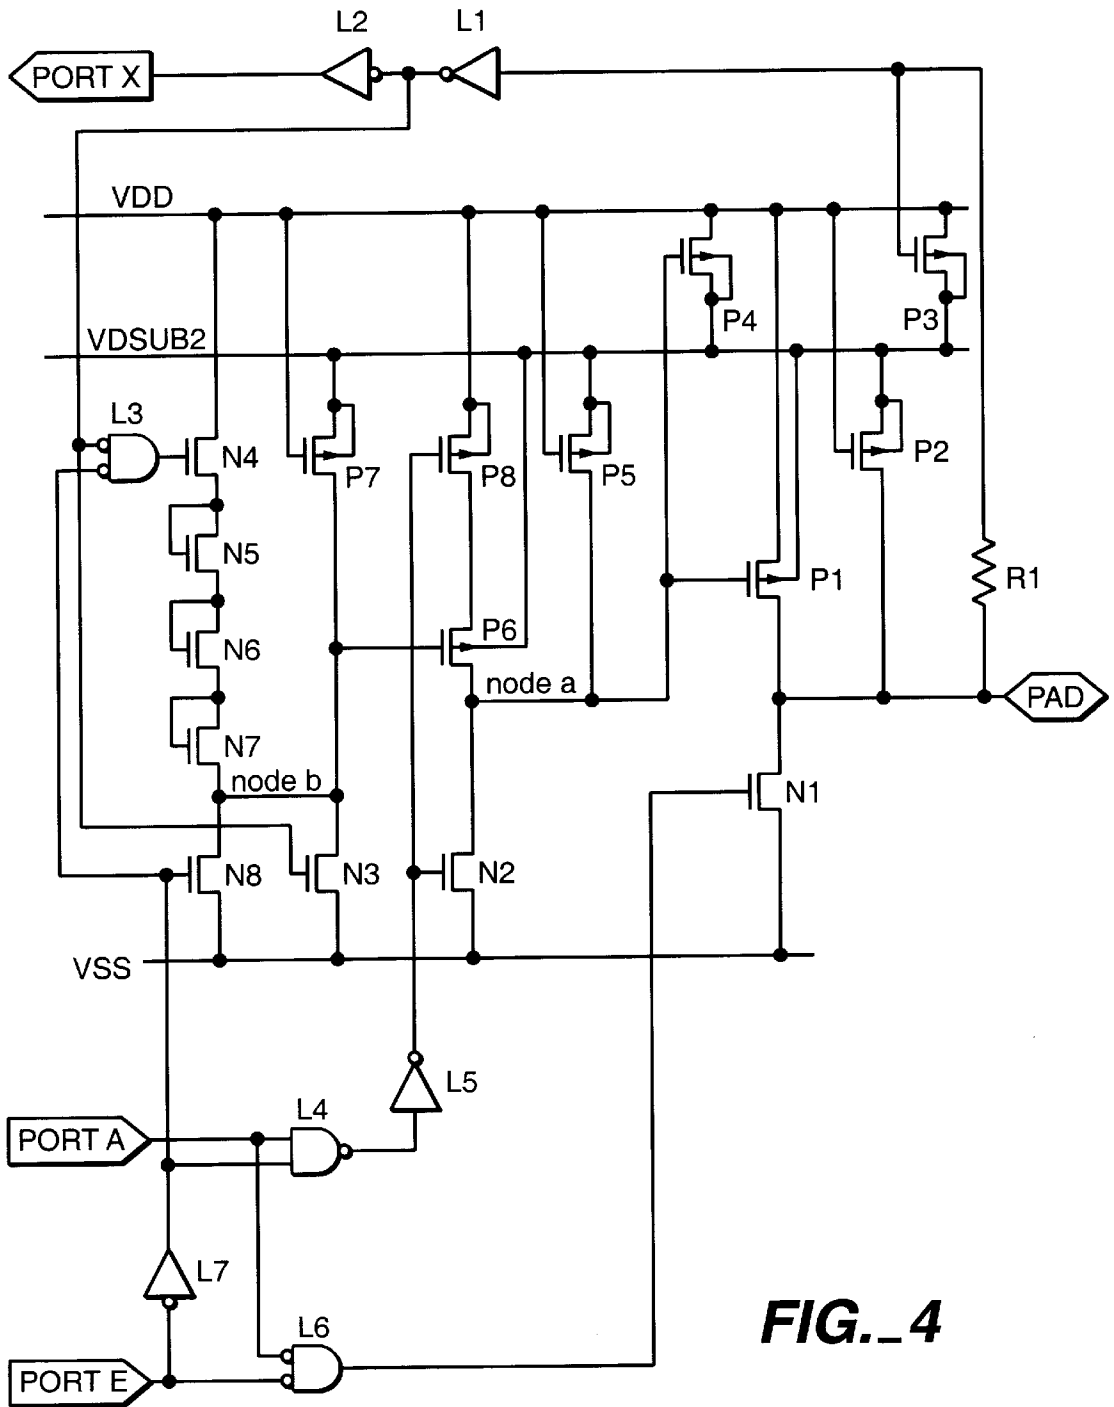 L2 L1
PORT X
VDD
P4 P3
VDSUB2
L3
N4 P7 P8 P5 P2
N5 P1 R1
N6 P6
node a PAD
N7
node b N1
N8 N3 N2
VSS
L5
L4
PORT A
L7
L6
PORT E
FIG._4